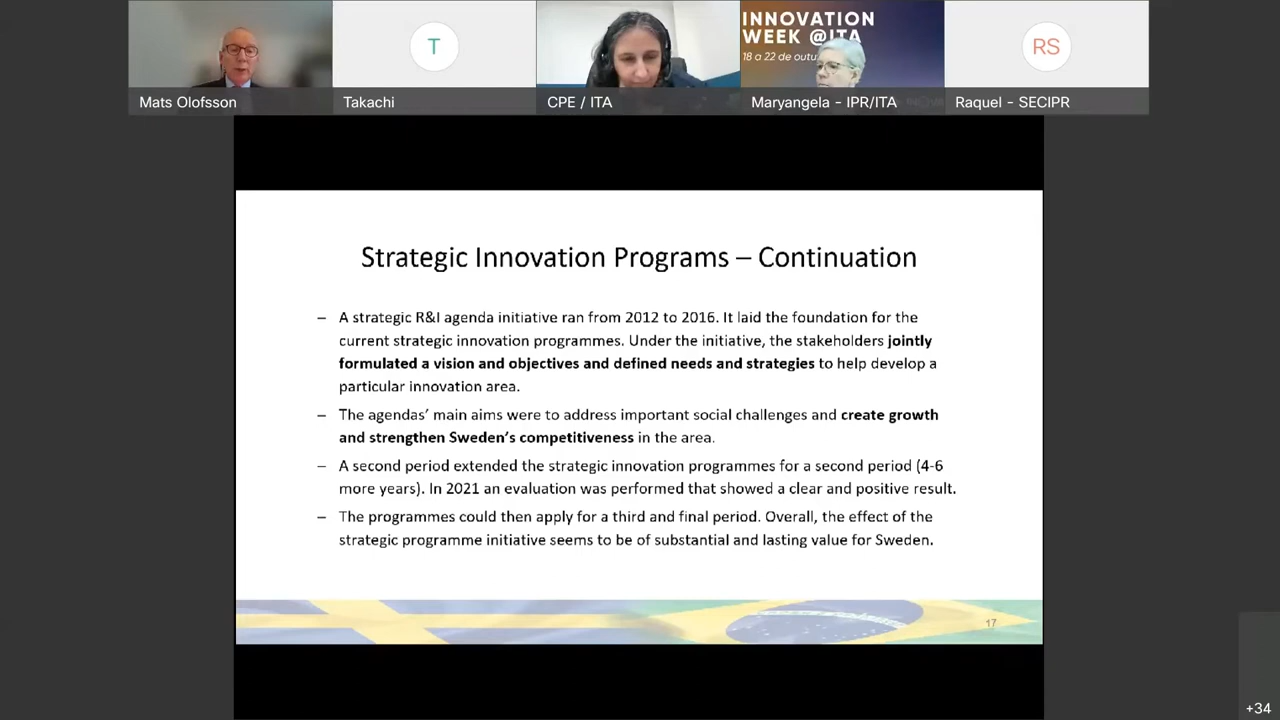 INNOVATION
WEEK @ITA
18 a 22 de outu
T
RS
Mats Olofsson
Takachi
CPE / ITA
Maryangela - IPR/ITA
Raquel - SECIPR
Strategic Innovation Programs – Continuation
– A strategic R&I agenda initiative ran from 2012 to 2016. It laid the foundation for the
current strategic innovation programmes. Under the initiative, the stakeholders jointly
formulated a vision and objectives and defined needs and strategies to help develop a
particular innovation area.
– The agendas’ main aims were to address important social challenges and create growth
and strengthen Sweden’s competitiveness in the area.
– A second period extended the strategic innovation programmes for a second period (4-6
more years). In 2021 an evaluation was performed that showed a clear and positive result.
– The programmes could then apply for a third and final period. Overall, the effect of the
strategic programme initiative seems to be of substantial and lasting value for Sweden.
17
+34